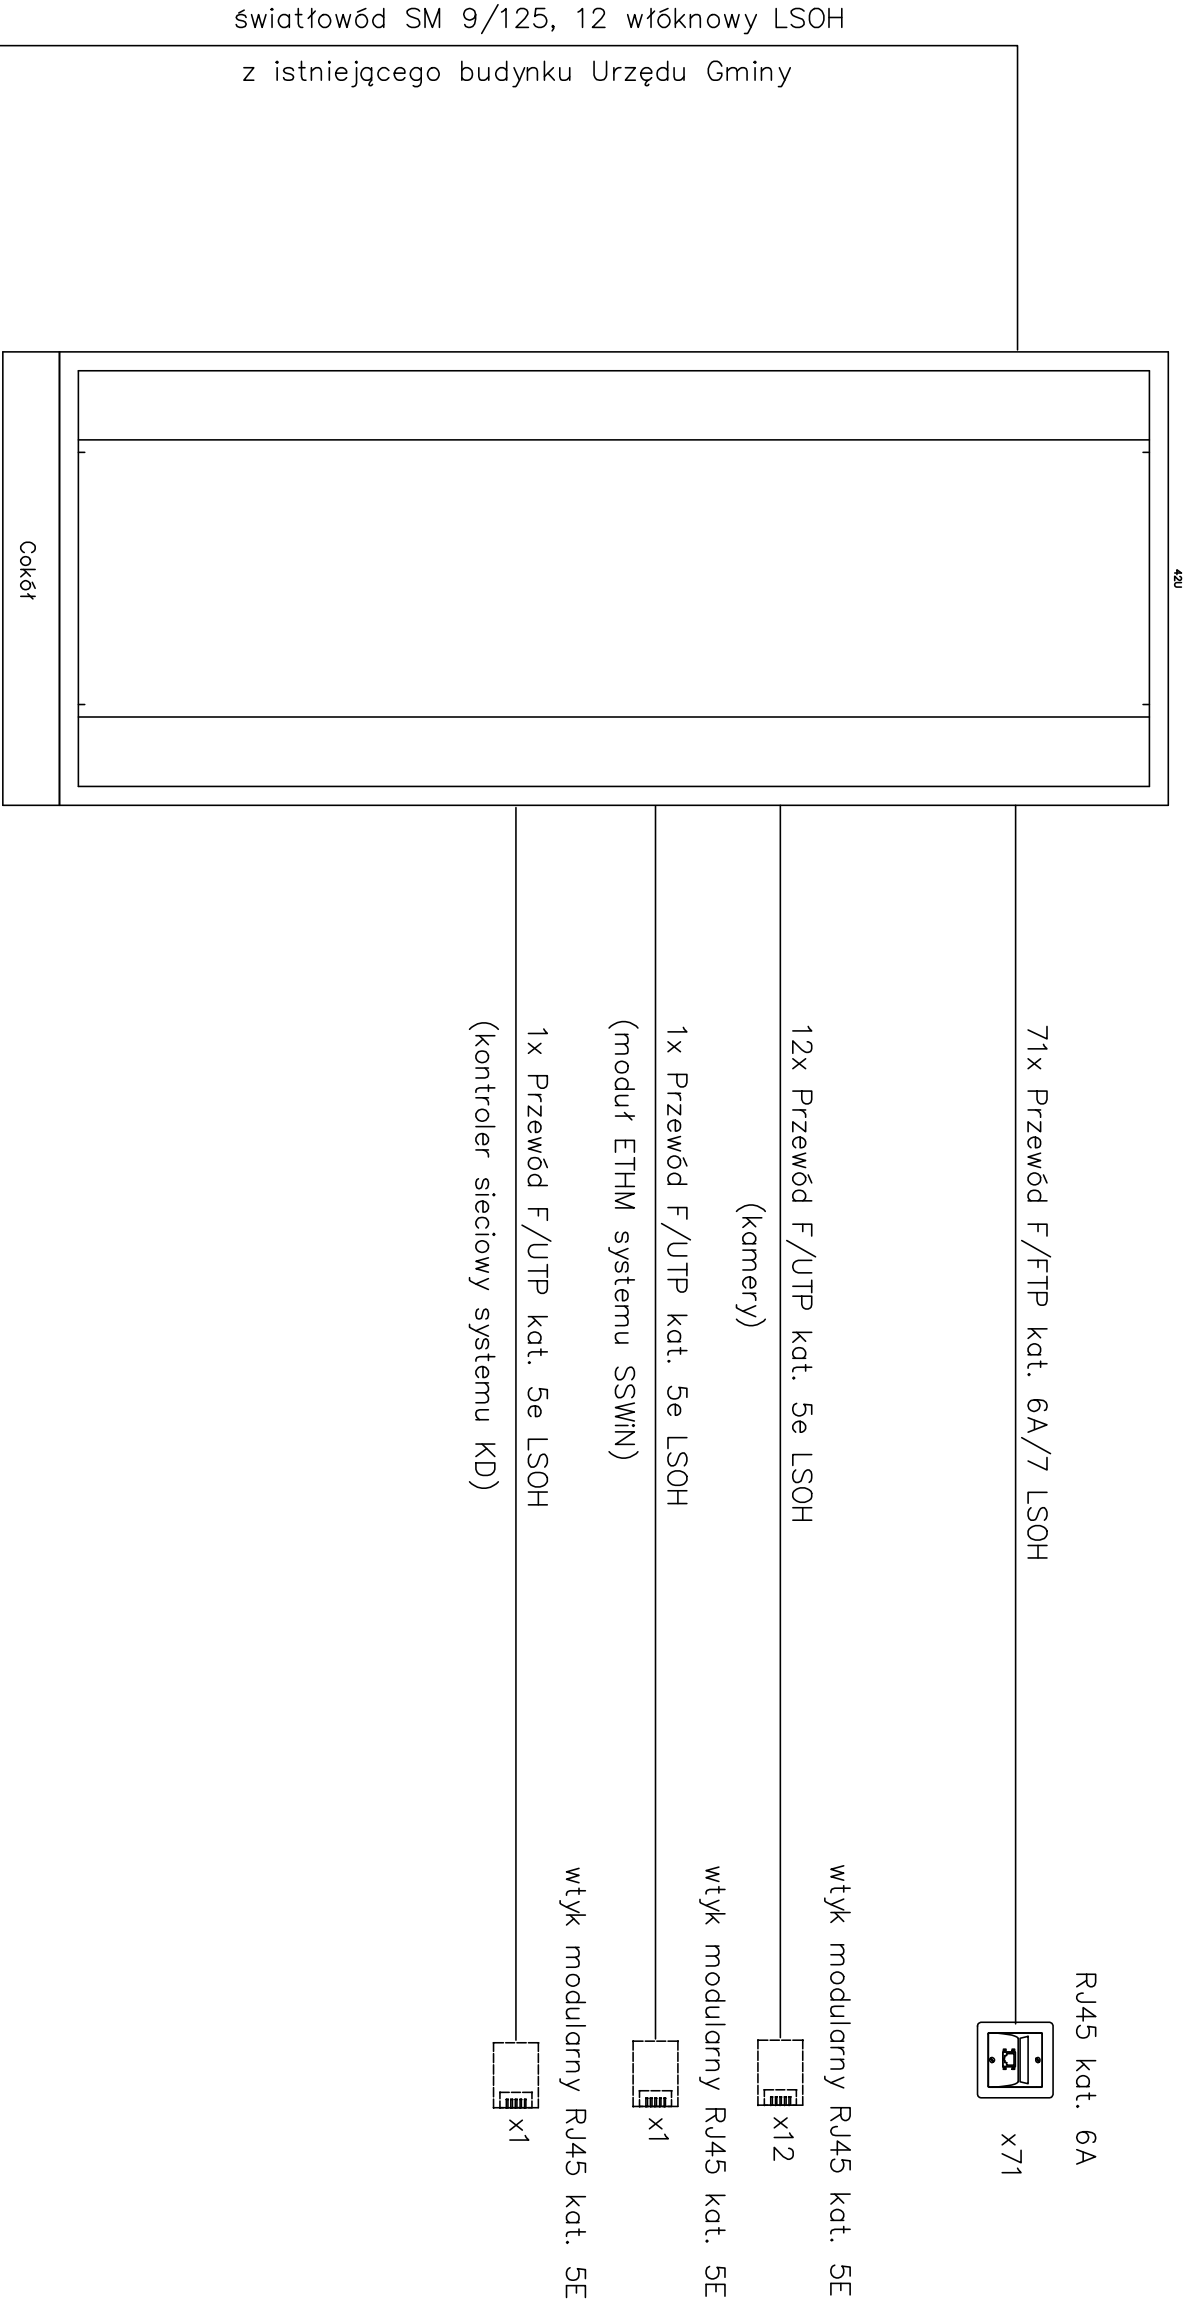 światłowód SM 9/125, 12 włóknowy LSOH
z istniejącego budynku Urzędu Gminy
42U
Cokół
RJ45 kat. 6A
71x Przewód F/FTP kat. 6A/7 LSOH
x71
wtyk modularny RJ45 kat. 5E
12x Przewód F/UTP kat. 5e LSOH
x12
(kamery)
wtyk modularny RJ45 kat. 5E
1x Przewód F/UTP kat. 5e LSOH
x1
(moduł ETHM systemu SSWiN)
wtyk modularny RJ45 kat. 5E
1x Przewód F/UTP kat. 5e LSOH
x1
(kontroler sieciowy systemu KD)